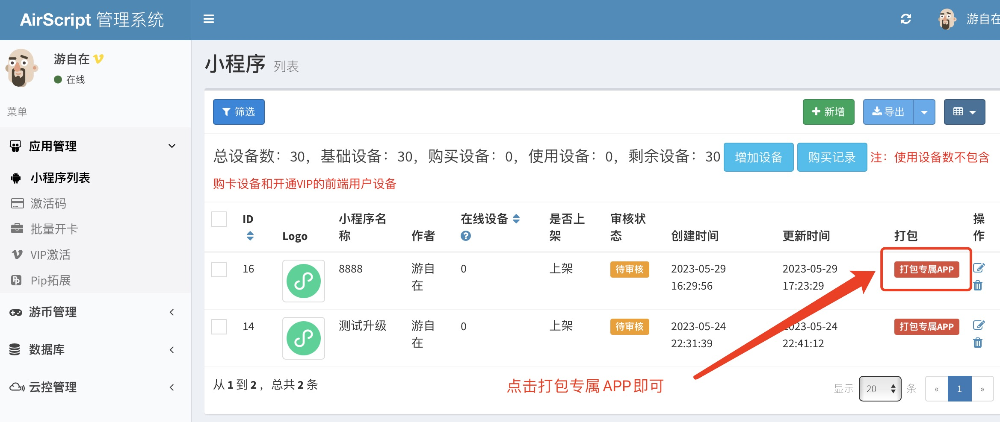 AirScript 管理系统
游自在
游自在
在线
菜单
应用管理
小程序列表
激活码
批量开卡
VIP激活
Pip拓展
游币管理
数据库
云控管理
小程序 列表
筛选
新增
导出
总设备数：30，基础设备：30，购买设备：0，使用设备：0，剩余设备：30 增加设备 购买记录 注：使用设备数不包含
购卡设备和开通VIP的前端用户设备
ID
Logo
小程序名
称
作者
在线设备
是否上
架
审核状
态
创建时间
更新时间
打包
操
作
16
8888
游自
在
0
上架
待审核
2023-05-29
16:29:56
2023-05-29
17:23:29
打包专属APP
14
测试升级
游自
在
0
上架
待审核
2023-05-24
22:31:39
2023-05-24
22:41:12
打包专属APP
从 1 到 2 ，总共 2 条
点击打包专属APP即可
显示 20 条 « 1 »